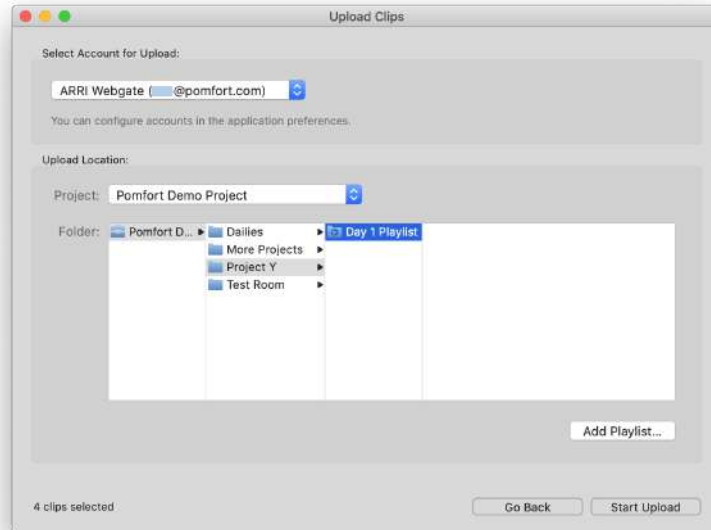 Upload Clips
Select Account for Upload:
ARRI Webgate ( @pomfort.com)
You can configure accounts in the application preferences.
Upload Location:
Project: Pomfort Demo Project
Folder: Pomfort D... Dailies Day 1 Playlist
More Projects
Project Y
Test Room
Add Playlist...
4 clips selected Go Back Start Upload